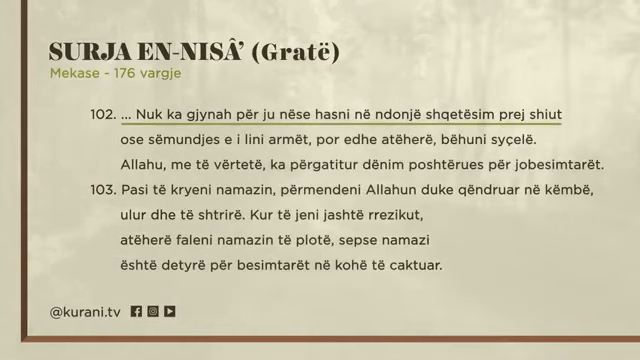 SURJA EN-NISÂ’ (Gratë)
Mekase - 176 vargje
102. ... Nuk ka gjynah për ju nëse hasni në ndonjë shqetësim prej shiut
ose sëmundjes e i lini armët, por edhe atëherë, bëhuni syçelë.
Allahu, me të vërtetë, ka përgatitur dënim poshtërues për jobesimtarët.
103. Pasi të kryeni namazin, përmendeni Allahun duke qëndruar në këmbë,
ulur dhe të shtrirë. Kur të jeni jashtë rrezikut,
atëherë faleni namazin të plotë, sepse namazi
është detyrë për besimtarët në kohë të caktuar.
@kurani.tv